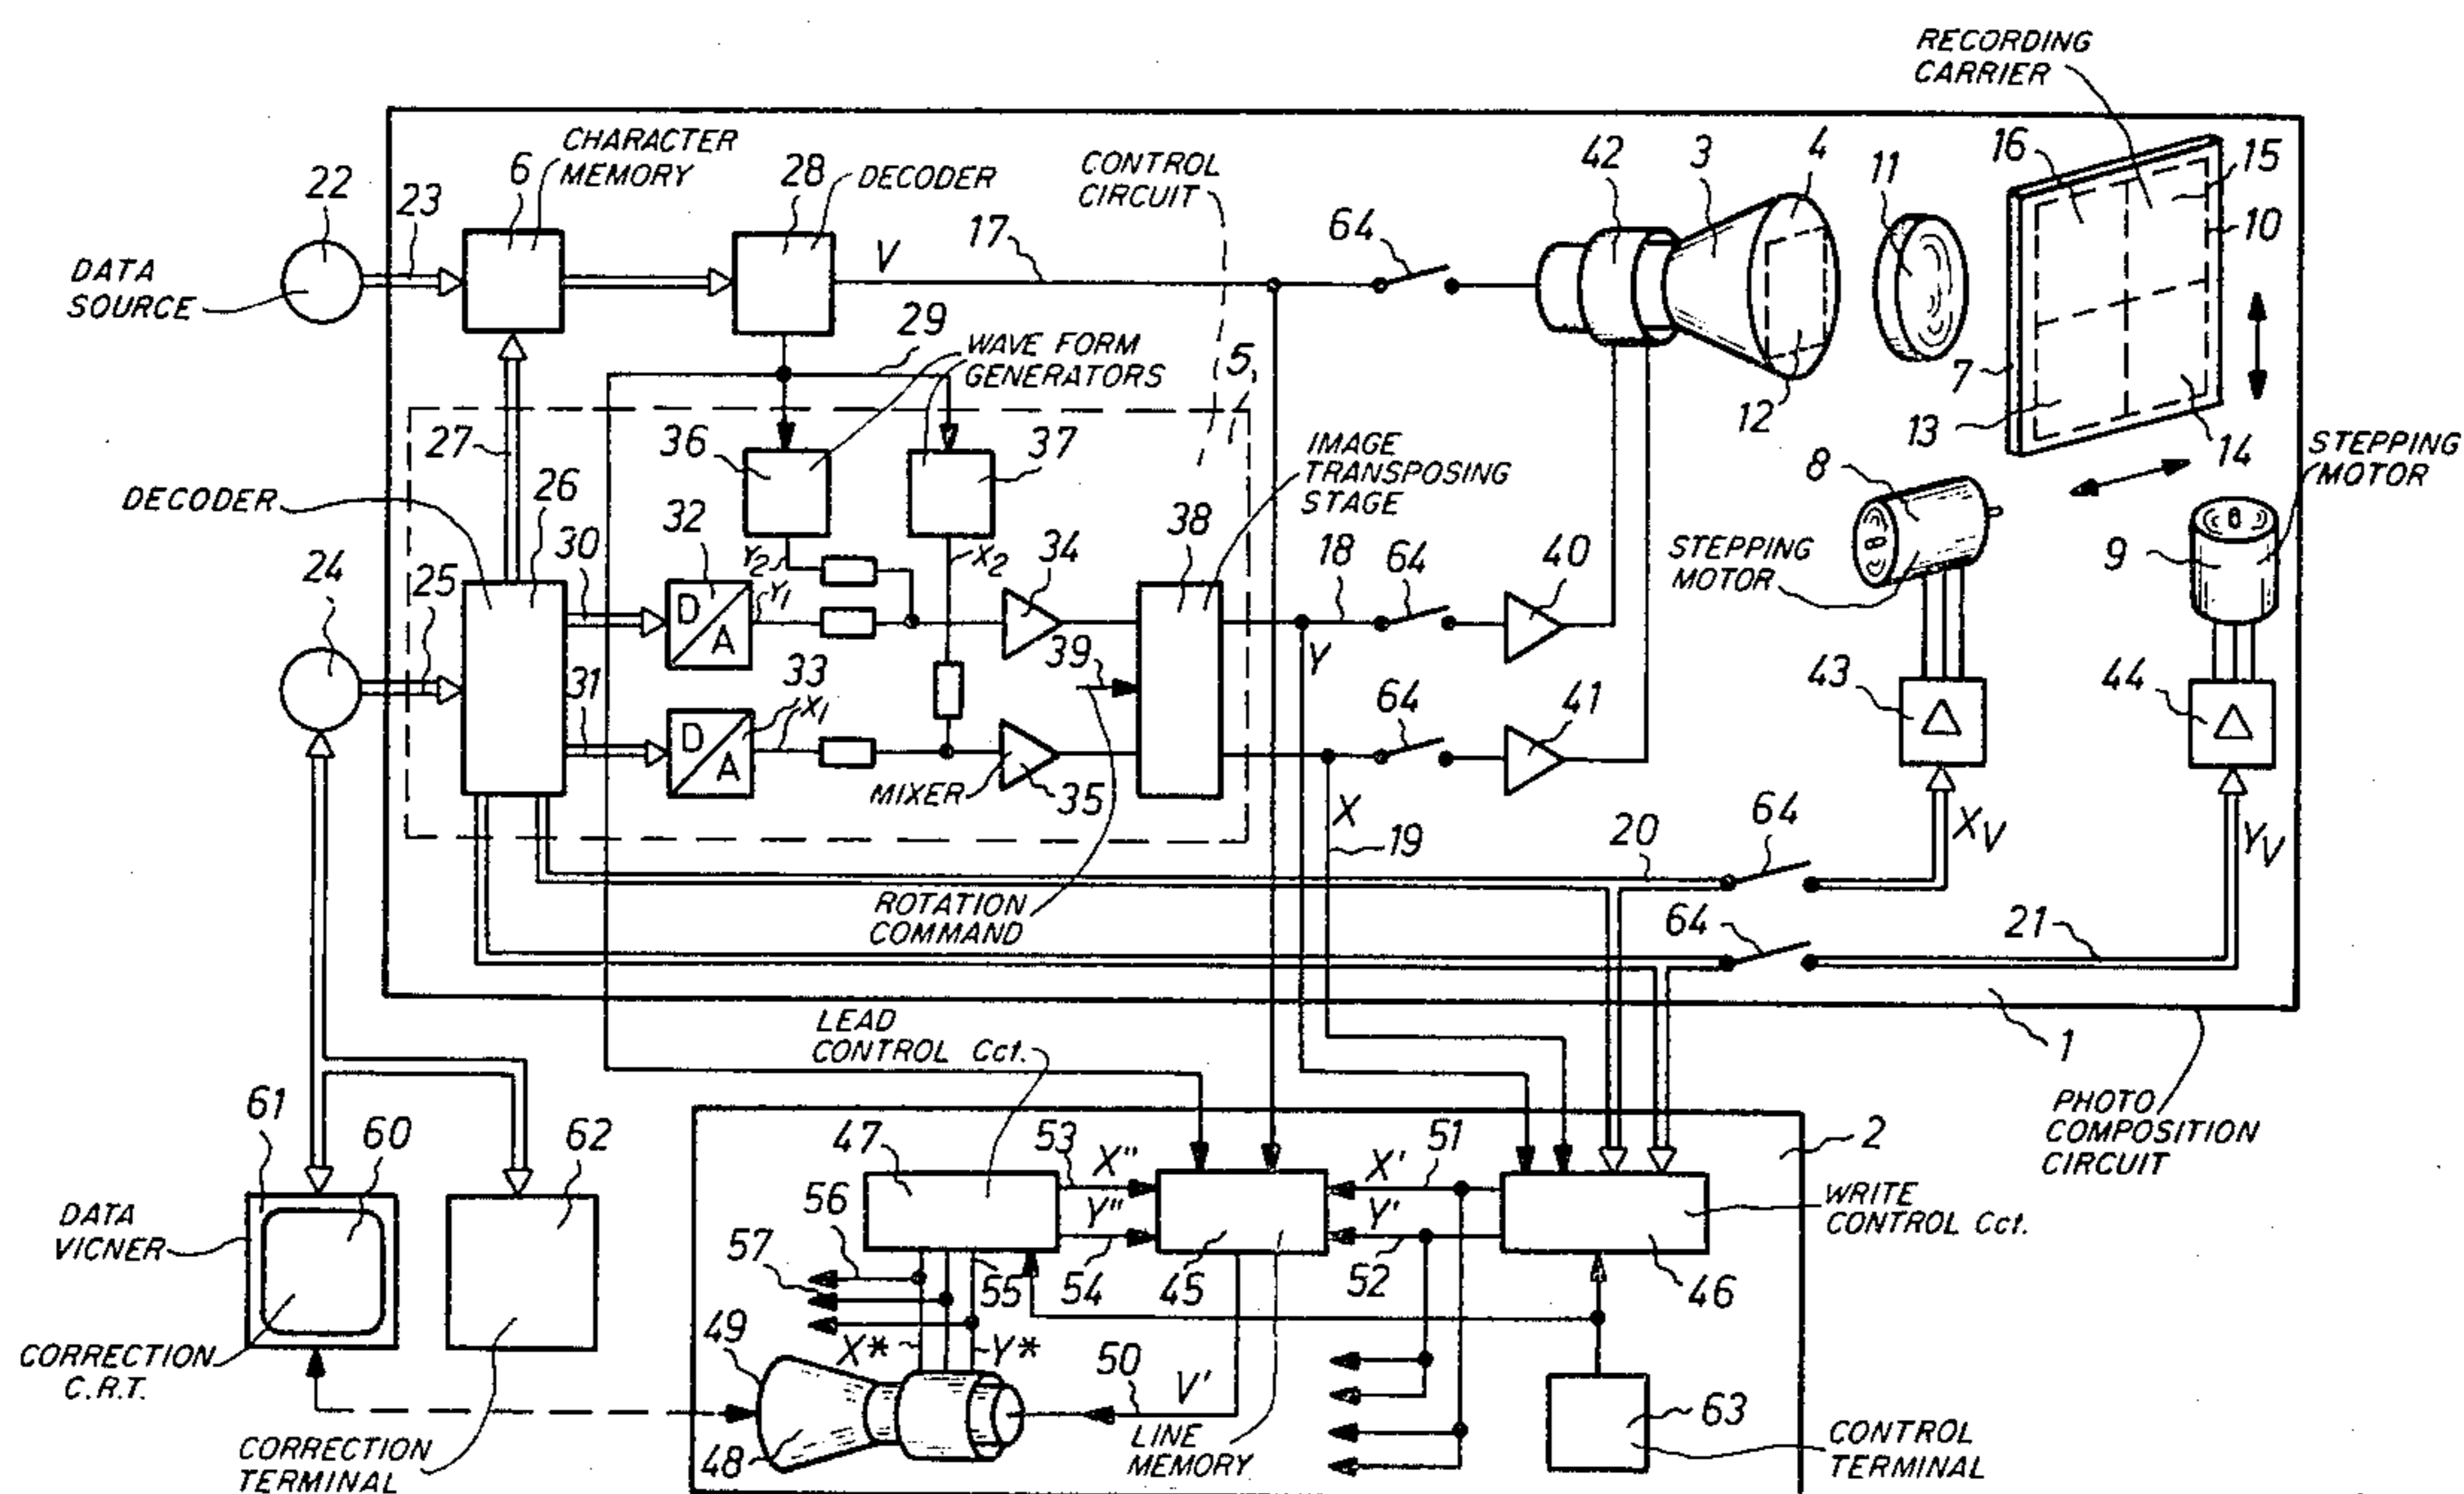 RECORDING
CARRIER
CHARACTER
MEMORY
6
22
23
28
DECODER
CONTROL
CIRCUIT
42
3
4
11
16
15
10
64
DATA
SOURCE
V
17
29
WAVE FORM
GENERATORS
5
12
7
13
14
STEPPING
MOTOR
27
36
37
IMAGE
TRANSPOSING
STAGE
8
DECODER
26
32
30
Y2
X2
34
38
18
64
40
STEPPING
MOTOR
9
24
25
D
A
Y1
39
Y
33
31
D
A
X1
64
41
43
44
MIXER
35
X
19
20
64
XV
YV
ROTATION
COMMAND
64
21
LEAD
CONTROL Cct.
1
PHOTO
COMPOSITION
CIRCUIT
61
60
62
47
53
X"
X'
51
2
DATA
VICNER
56
Y"
Y'
WRITE
CONTROL Cct.
57
55
54
45
52
46
49
X*
Y*
50
V'
CORRECTION
C.R.T.
63
48
LINE
MEMORY
CONTROL
TERMINAL
CORRECTION
TERMINAL